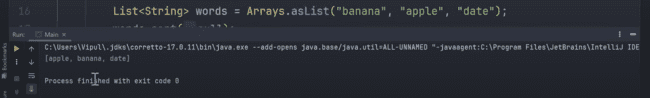 16 List<String> words = Arrays.asList("banana", "apple", "date");
Run: Main
C:\Users\Vipul\.jdks\corretto-17.0.11\bin\java.exe --add-opens java.base/java.util=ALL-UNNAMED "-javaagent:C:\Program Files\JetBrains\IntelliJ IDE
[apple, banana, date]
Process finished with exit code 0